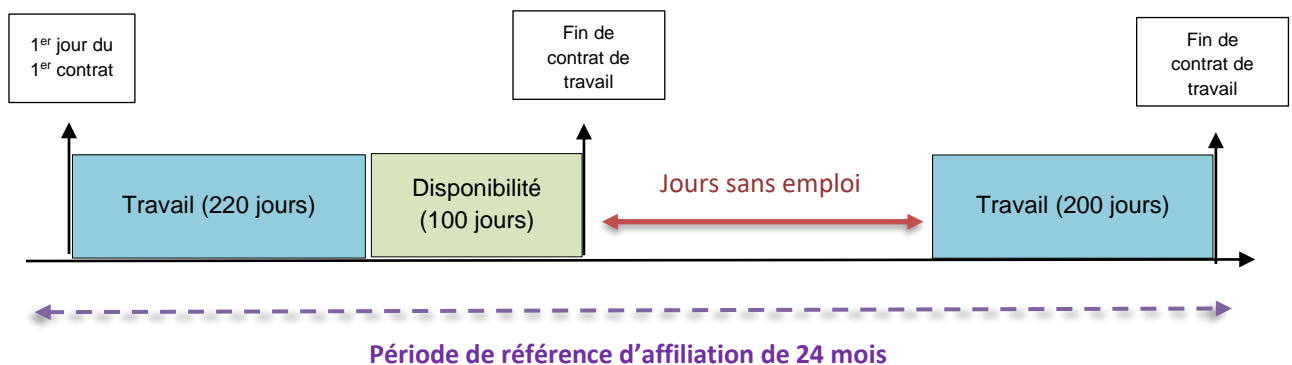 1er jour du
1er contrat
Fin de
contrat de
travail
Fin de
contrat de
travail
Travail (220 jours)
Disponibilité
(100 jours)
Jours sans emploi
Travail (200 jours)
Période de référence d’affiliation de 24 mois